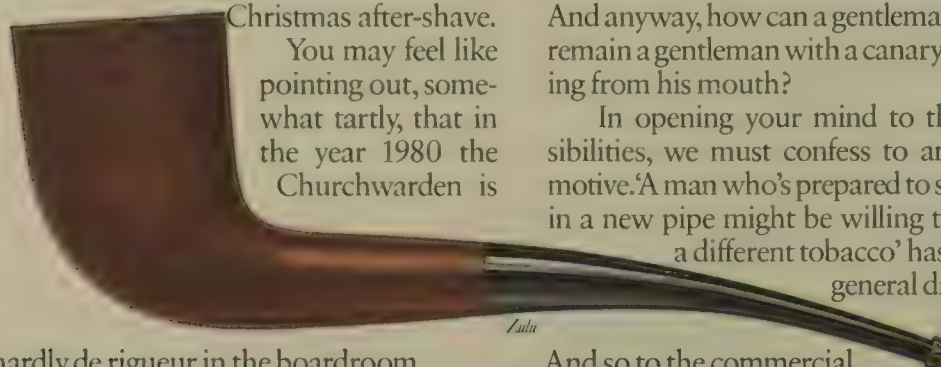 Christmas after-shave.
You may feel like
pointing out, some-
what tartly, that in
the year 1980 the
Churchwarden is
hardly de rigueur in the boardroom.
And anyway, how can a gentlema
remain a gentleman with a canary
ing from his mouth?
In opening your mind to th
sibilities, we must confess to an
motive. ‘A man who’s prepared to s
in a new pipe might be willing t
a different tobacco’ has
general d
And so to the commercial
Zulu